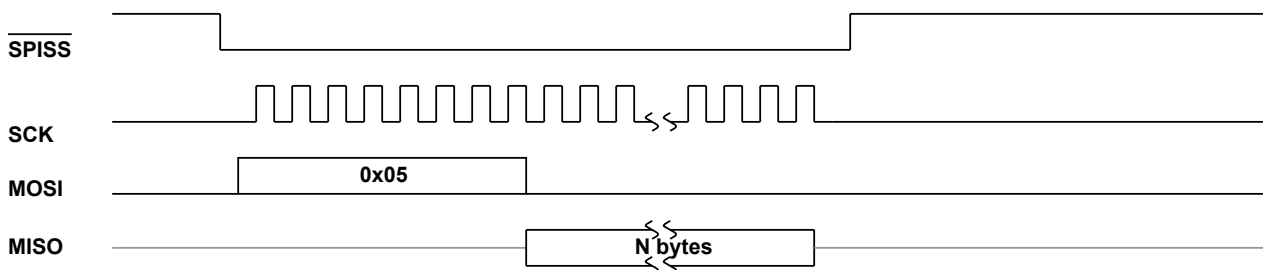 SPISS
SCK
0x05
MOSI
N bytes
MISO